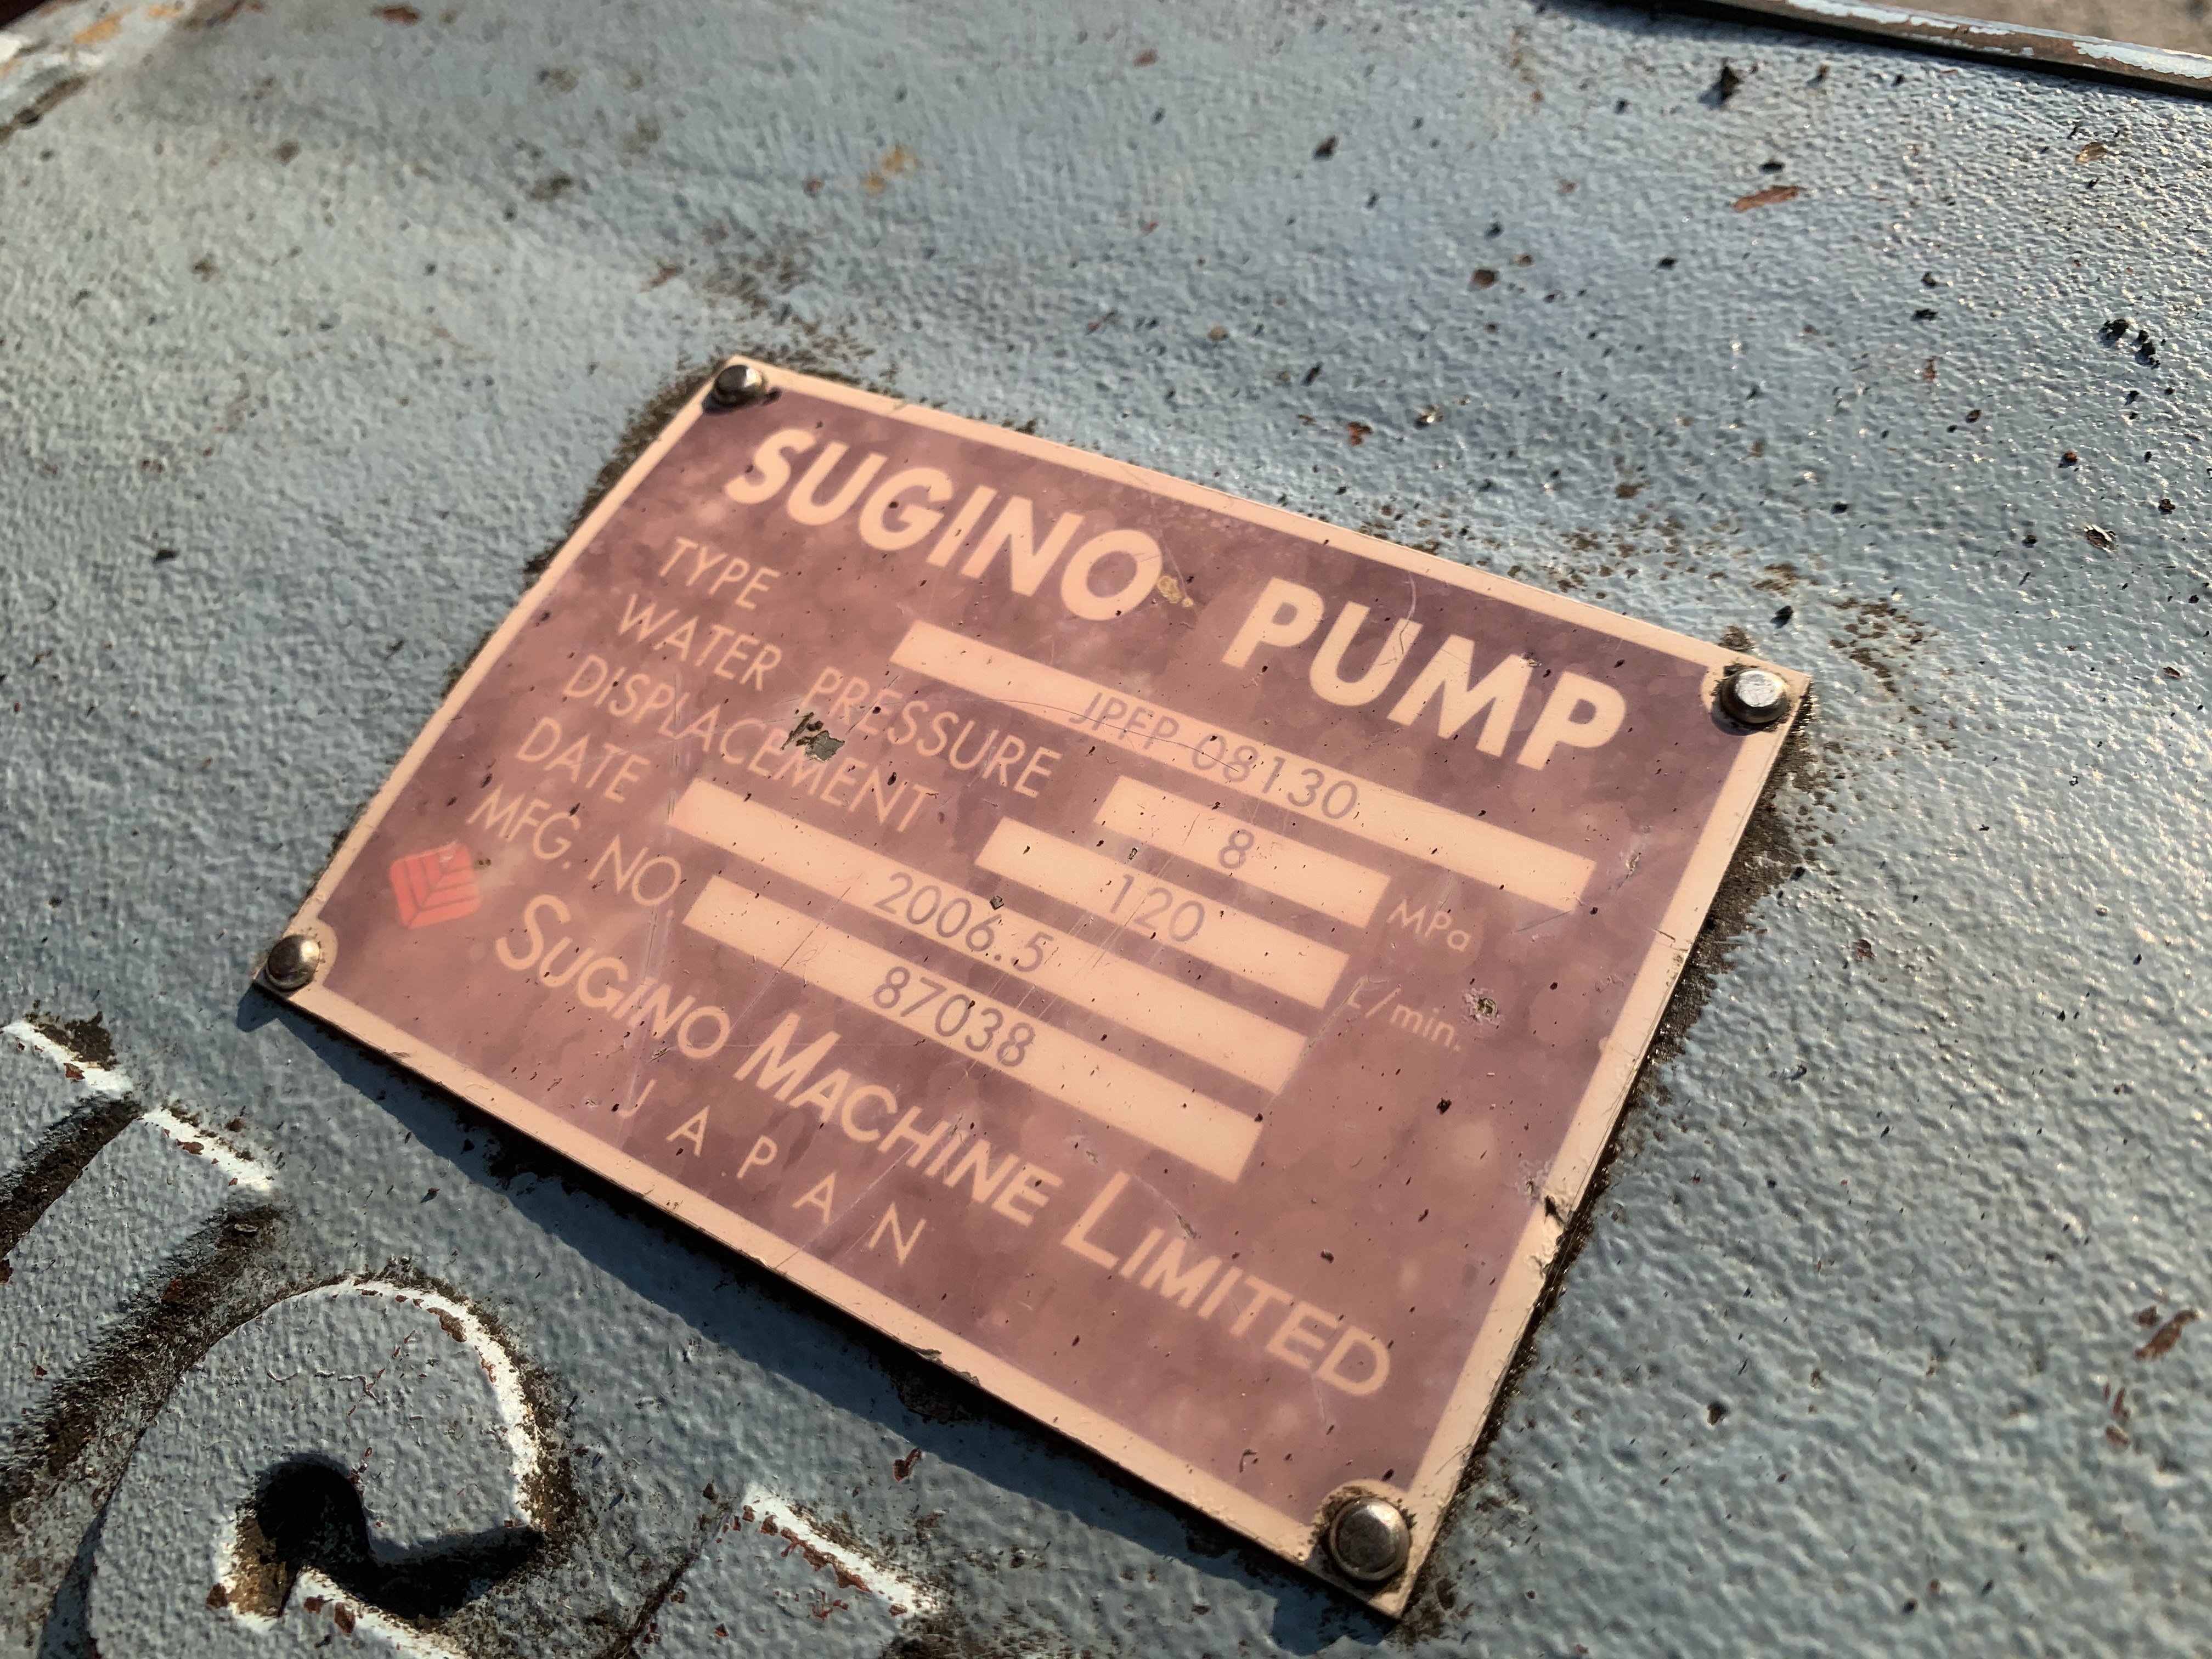 SUGINO PUMP
TYPE JPFP 08130
WATER PRESSURE 8 MPa
DISPLACEMENT 120 L/min.
DATE 2006.5
MFG. NO. 87038
SUGINO MACHINE LIMITED
JAPAN